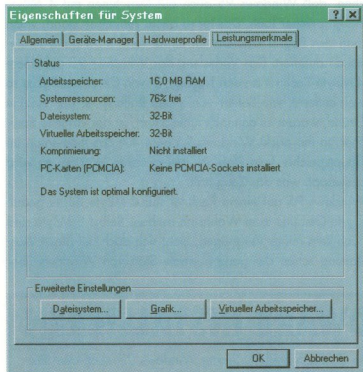 Eigenschaften für System
Allgemein Geräte-Manager Hardwareprofile Leistungsmerkmale
Status
Arbeitsspeicher: 16,0 MB RAM
Systemressourcen: 76% frei
Dateisystem: 32-Bit
Virtueller Arbeitsspeicher: 32-Bit
Komprimierung: Nicht installiert
PC-Karten (PCMCIA): Keine PCMCIA-Sockets installiert
Das System ist optimal konfiguriert.
Erweiterte Einstellungen
Dateisystem... Grafik... Virtueller Arbeitsspeicher...
OK Abbrechen